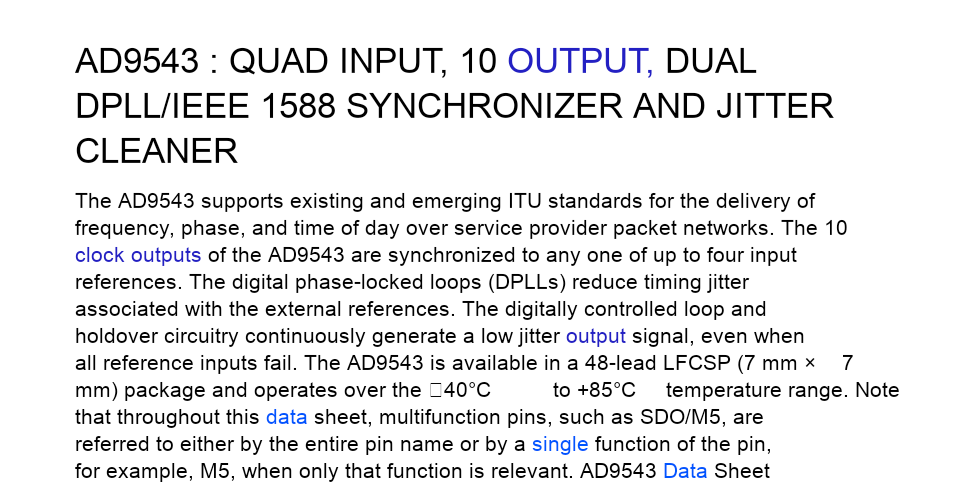 AD9543 : QUAD INPUT, 10 OUTPUT, DUAL
DPLL/IEEE 1588 SYNCHRONIZER AND JITTER
CLEANER
The AD9543 supports existing and emerging ITU standards for the delivery of
frequency, phase, and time of day over service provider packet networks. The 10
clock outputs of the AD9543 are synchronized to any one of up to four input
references. The digital phase-locked loops (DPLLs) reduce timing jitter
associated with the external references. The digitally controlled loop and
holdover circuitry continuously generate a low jitter output signal, even when
all reference inputs fail. The AD9543 is available in a 48-lead LFCSP (7 mm × 7
mm) package and operates over the □40°C to +85°C temperature range. Note
that throughout this data sheet, multifunction pins, such as SDO/M5, are
referred to either by the entire pin name or by a single function of the pin,
for example, M5, when only that function is relevant. AD9543 Data Sheet